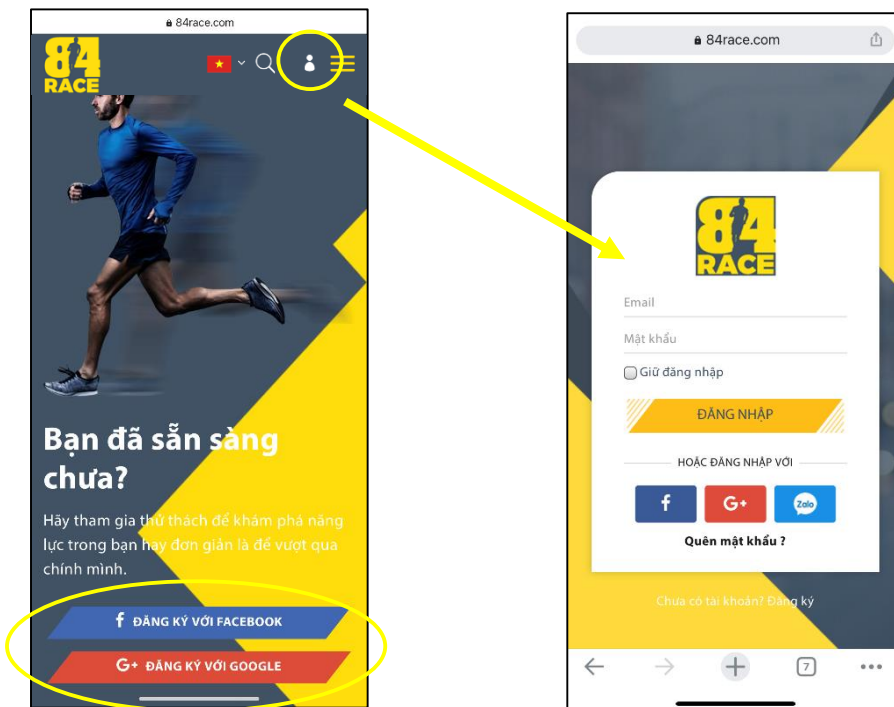 84race.com
84
RACE
Bạn đã sẵn sàng
chưa?
Hãy tham gia thử thách để khám phá năng
lực trong bạn hay đơn giản là để vượt qua
chính mình.
f ĐĂNG KÝ VỚI FACEBOOK
G+ ĐĂNG KÝ VỚI GOOGLE
84race.com
84
RACE
Email
Mật khẩu
Giữ đăng nhập
ĐĂNG NHẬP
HOẶC ĐĂNG NHẬP VỚI
f G+ Zalo
Quên mật khẩu ?
Chưa có tài khoản? Đăng ký
7